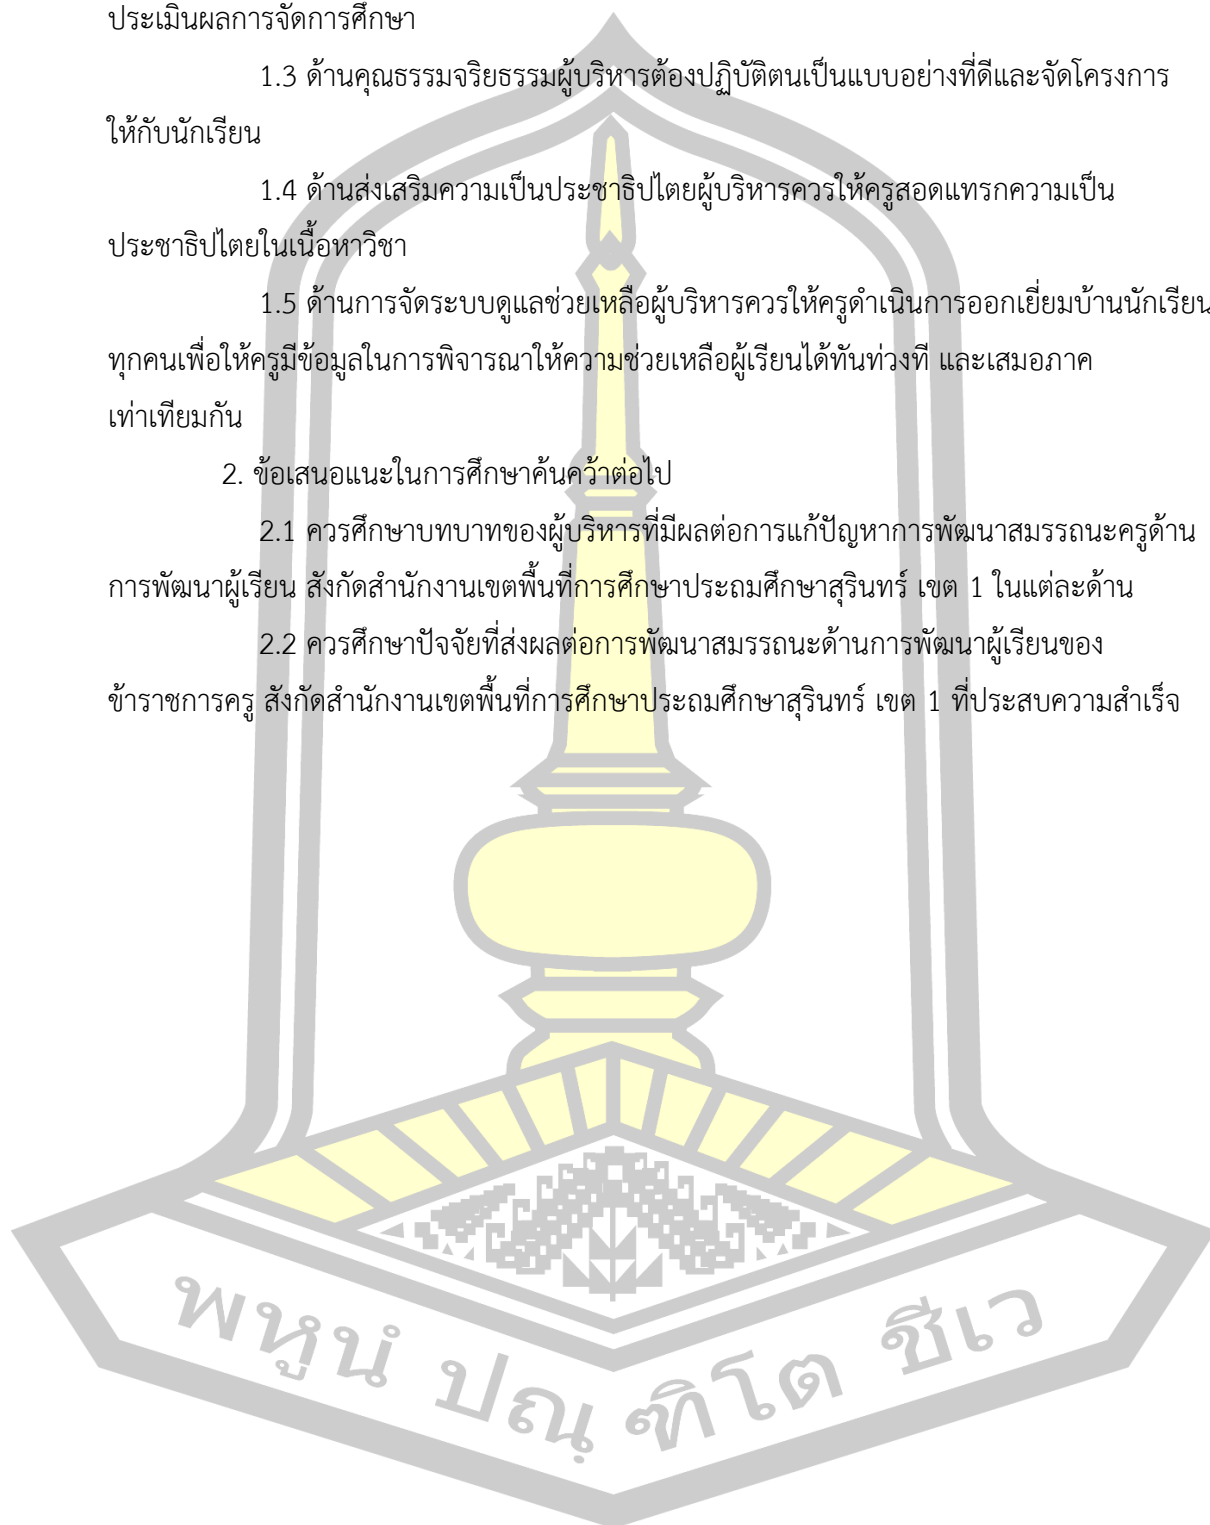 ประเมินผลการจัดการศึกษา
1.3 ด้านคุณธรรมจริยธรรมผู้บริหารต้องปฏิบัติตนเป็นแบบอย่างที่ดีและจัดโครงการ
ให้กับนักเรียน
1.4 ด้านส่งเสริมความเป็นประชาธิปไตยผู้บริหารควรให้ครูสอดแทรกความเป็น
ประชาธิปไตยในเนื้อหาวิชา
1.5 ด้านการจัดระบบดูแลช่วยเหลือผู้บริหารควรให้ครูดำเนินการออกเยี่ยมบ้านนักเรียน
ทุกคนเพื่อให้ครูมีข้อมูลในการพิจารณาให้ความช่วยเหลือผู้เรียนได้ทันท่วงที และเสมอภาค
เท่าเทียมกัน
2. ข้อเสนอแนะในการศึกษาค้นคว้าต่อไป
2.1 ควรศึกษาบทบาทของผู้บริหารที่มีผลต่อการแก้ปัญหาการพัฒนาสมรรถนะครูด้าน
การพัฒนาผู้เรียน สังกัดสำนักงานเขตพื้นที่การศึกษาประถมศึกษาสุรินทร์ เขต 1 ในแต่ละด้าน
2.2 ควรศึกษาปัจจัยที่ส่งผลต่อการพัฒนาสมรรถนะด้านการพัฒนาผู้เรียนของ
ข้าราชการครู สังกัดสำนักงานเขตพื้นที่การศึกษาประถมศึกษาสุรินทร์ เขต 1 ที่ประสบความสำเร็จ
พหูนํ ปณฺ ฑิโต ชีเว